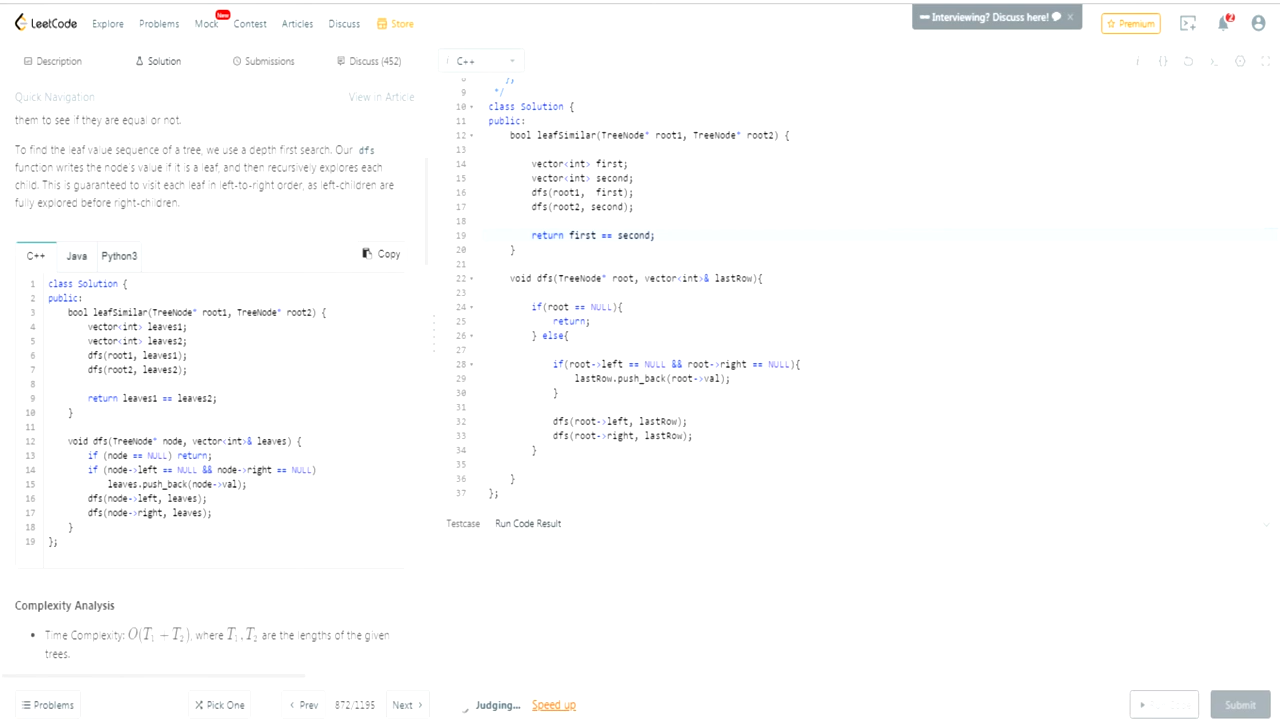 LeetCode Explore Problems Mock New Contest Articles Discuss Store
Interviewing? Discuss here! ×
Premium 2
Description Solution Submissions Discuss (452)
Quick Navigation View in Article
them to see if they are equal or not.
To find the leaf value sequence of a tree, we use a depth first search. Our dfs
function writes the node's value if it is a leaf, and then recursively explores each
child. This is guaranteed to visit each leaf in left-to-right order, as left-children are
fully explored before right-children.
C++ Java Python3 Copy
1 class Solution {
2 public:
3 bool leafSimilar(TreeNode* root1, TreeNode* root2) {
4 vector<int> leaves1;
5 vector<int> leaves2;
6 dfs(root1, leaves1);
7 dfs(root2, leaves2);
8
9 return leaves1 == leaves2;
10 }
11
12 void dfs(TreeNode* node, vector<int>& leaves) {
13 if (node == NULL) return;
14 if (node->left == NULL && node->right == NULL)
15 leaves.push_back(node->val);
16 dfs(node->left, leaves);
17 dfs(node->right, leaves);
18 }
19 };
Complexity Analysis
• Time Complexity: O(T1 + T2), where T1, T2 are the lengths of the given
trees.
Problems Pick One Prev 872/1195 Next
i C++
8 };
9 */
10 class Solution {
11 public:
12 bool leafSimilar(TreeNode* root1, TreeNode* root2) {
13
14 vector<int> first;
15 vector<int> second;
16 dfs(root1, first);
17 dfs(root2, second);
18
19 return first == second;
20 }
21
22 void dfs(TreeNode* root, vector<int>& lastRow){
23
24 if(root == NULL){
25 return;
26 } else{
27
28 if(root->left == NULL && root->right == NULL){
29 lastRow.push_back(root->val);
30 }
31
32 dfs(root->left, lastRow);
33 dfs(root->right, lastRow);
34 }
35
36 }
37 };
Testcase Run Code Result
Judging... Speed up
Submit